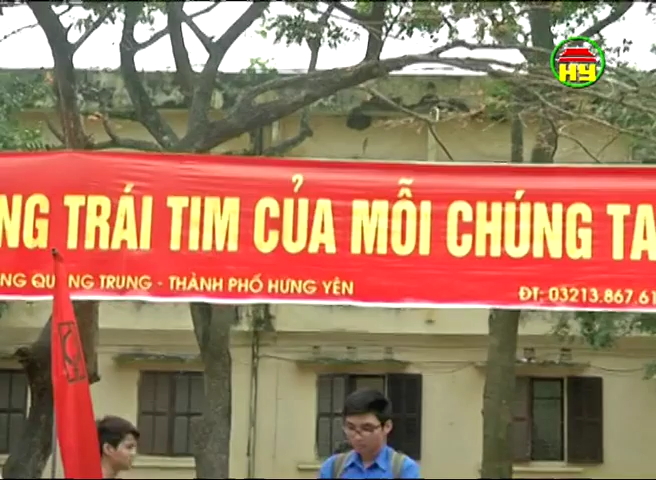 HY
NG TRÁI TIM CỦA MỖI CHÚNG TA
NG QUANG TRUNG - THÀNH PHỐ HƯNG YÊN
ĐT: 03213.867.61